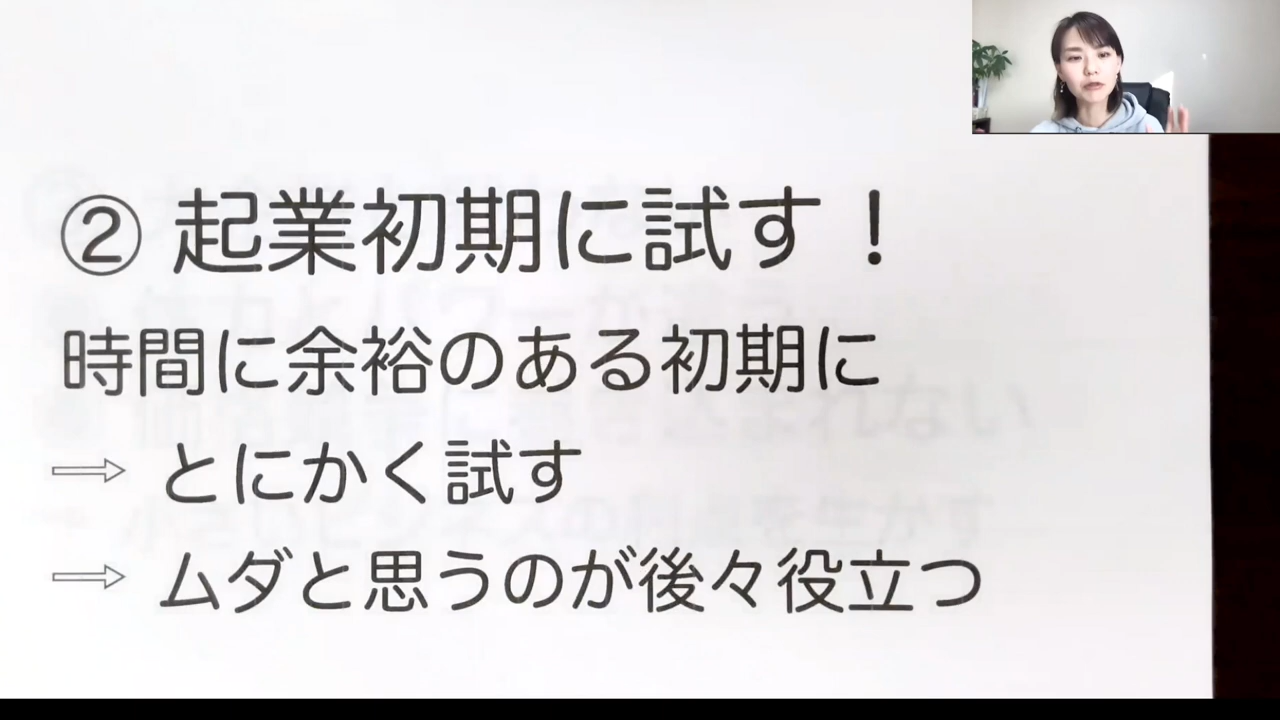 ② 起業初期に試す！
時間に余裕のある初期に
⇨ とにかく試す
⇨ ムダと思うのが後々役立つ